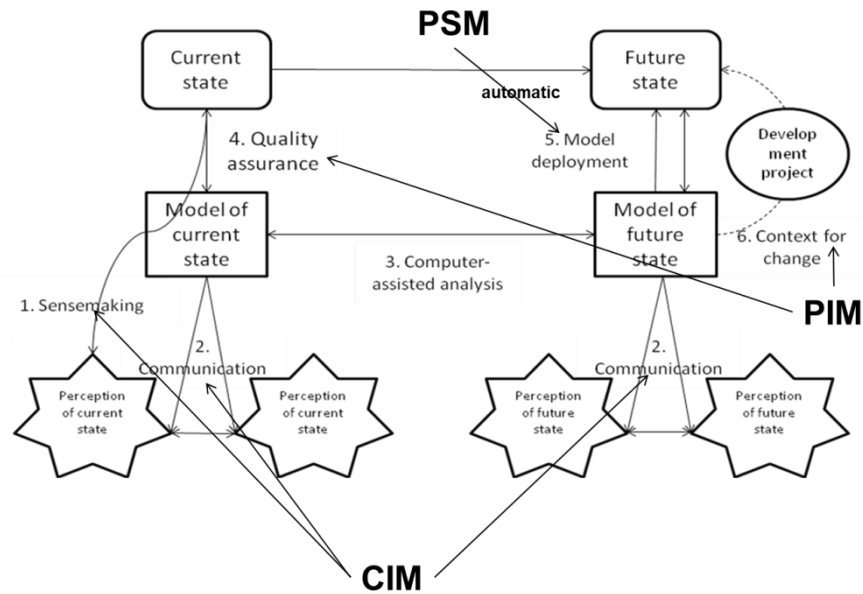 PSM
Current
state
Future
state
automatic
4. Quality
assurance
5. Model
deployment
Develop
ment
project
Model of
current
state
Model of
future
state
6. Context for
change
3. Computer-
assisted analysis
1. Sensemaking
PIM
2.
Communication
2.
Communication
Perception
of current
state
Perception
of current
state
Perception
of future
state
Perception
of future
state
CIM